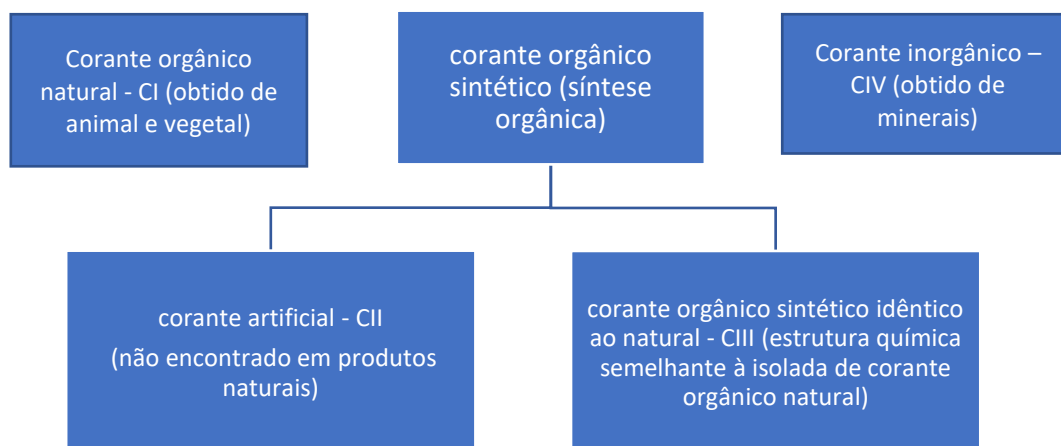 Corante orgânico
natural - CI (obtido de
animal e vegetal)
corante orgânico
sintético (síntese
orgânica)
Corante inorgânico –
CIV (obtido de
minerais)
corante artificial - CII
(não encontrado em produtos
naturais)
corante orgânico sintético idêntico
ao natural - CIII (estrutura química
semelhante à isolada de corante
orgânico natural)